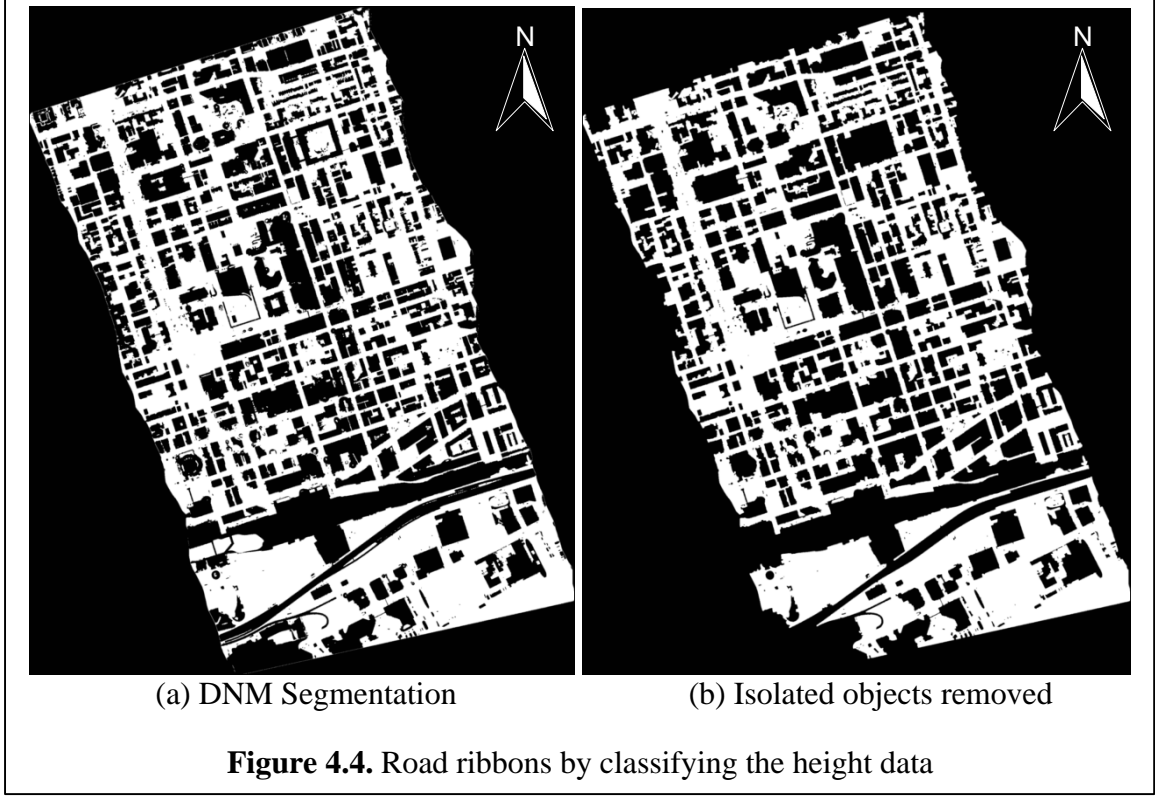 N
N
(a) DNM Segmentation
(b) Isolated objects removed
Figure 4.4. Road ribbons by classifying the height data